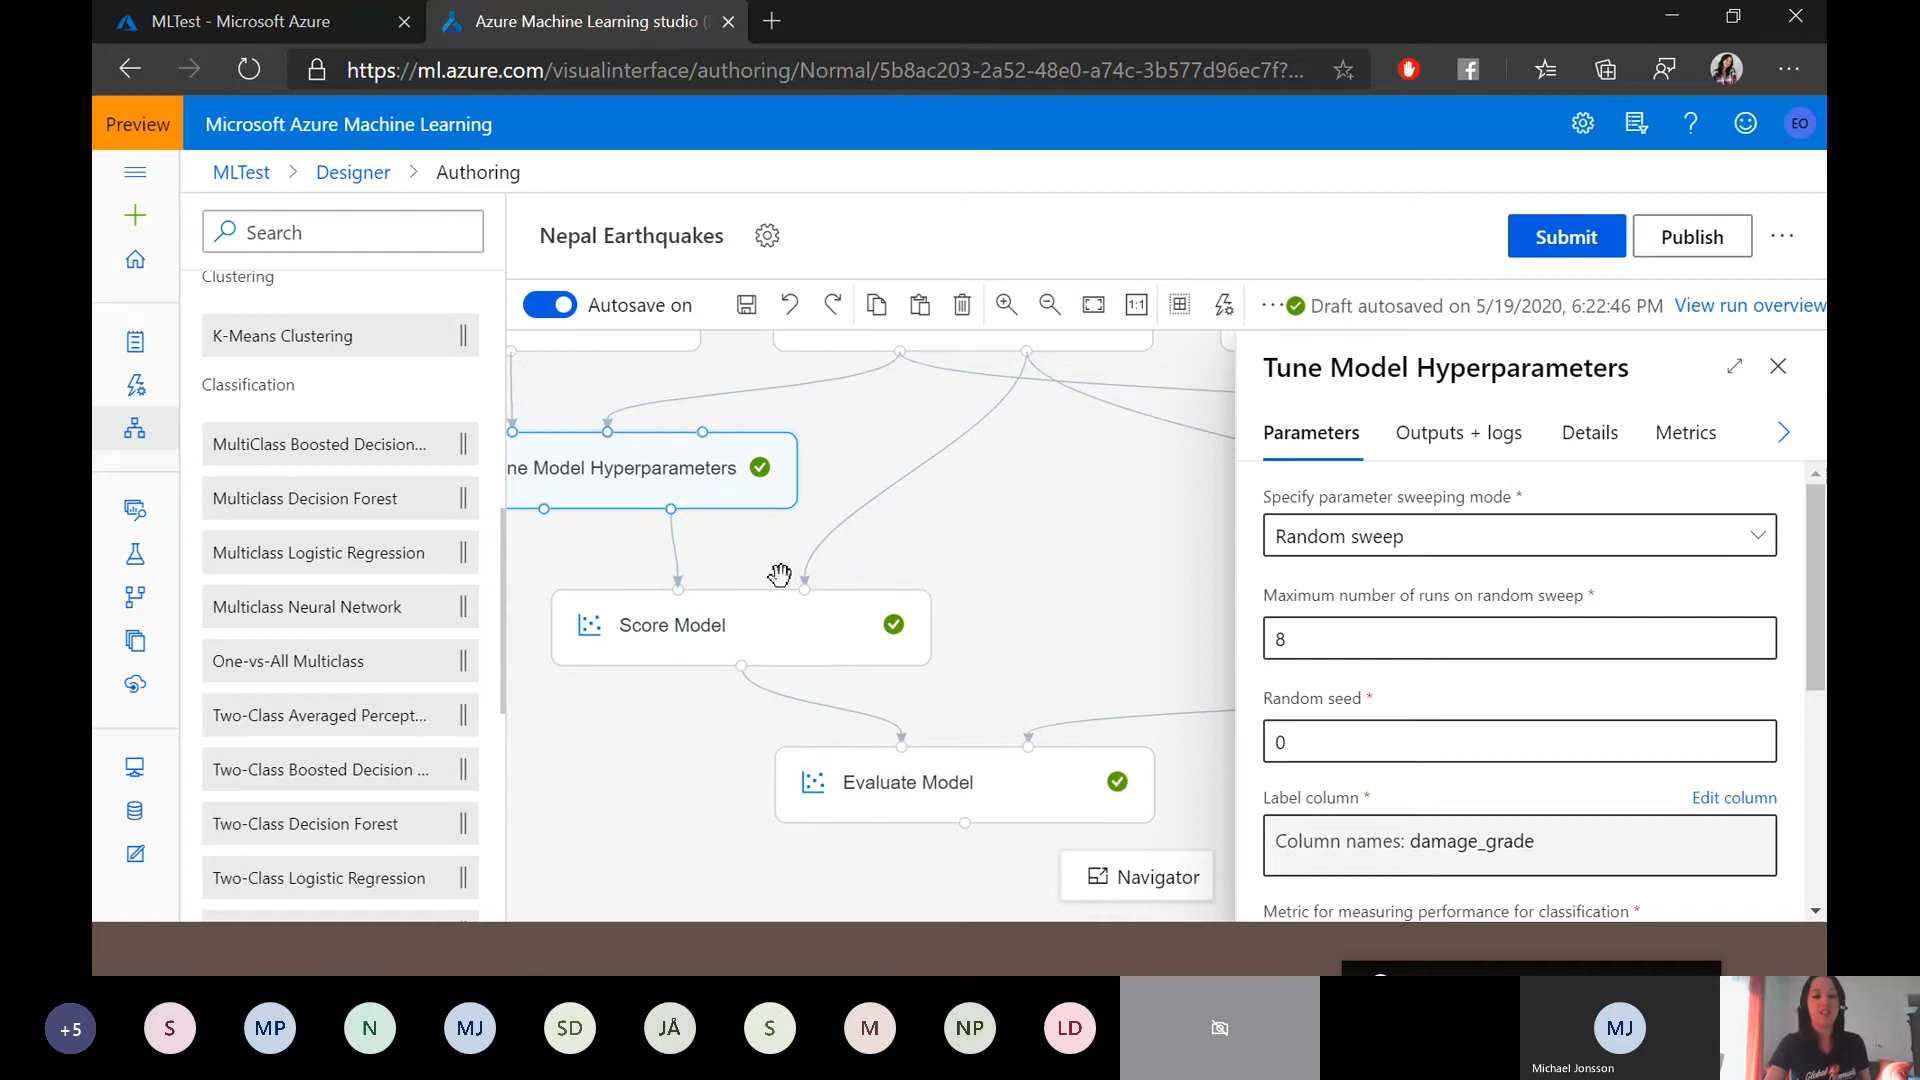 MLTest - Microsoft Azure
Azure Machine Learning studio (
https://ml.azure.com/visualinterface/authoring/Normal/5b8ac203-2a52-48e0-a74c-3b577d96ec7f?...
Preview
Microsoft Azure Machine Learning
EO
MLTest > Designer > Authoring
Search
Clustering
K-Means Clustering
Classification
MultiClass Boosted Decision...
Multiclass Decision Forest
Multiclass Logistic Regression
Multiclass Neural Network
One-vs-All Multiclass
Two-Class Averaged Percept...
Two-Class Boosted Decision ...
Two-Class Decision Forest
Two-Class Logistic Regression
Nepal Earthquakes
Submit
Publish
Autosave on
1:1
Draft autosaved on 5/19/2020, 6:22:46 PM
View run overview
ne Model Hyperparameters
Score Model
Evaluate Model
Navigator
Tune Model Hyperparameters
Parameters
Outputs + logs
Details
Metrics
Specify parameter sweeping mode *
Random sweep
Maximum number of runs on random sweep *
8
Random seed *
0
Label column *
Edit column
Column names: damage_grade
Metric for measuring performance for classification *
+5
S
MP
N
MJ
SD
JÅ
S
M
NP
LD
MJ
Michael Jonsson